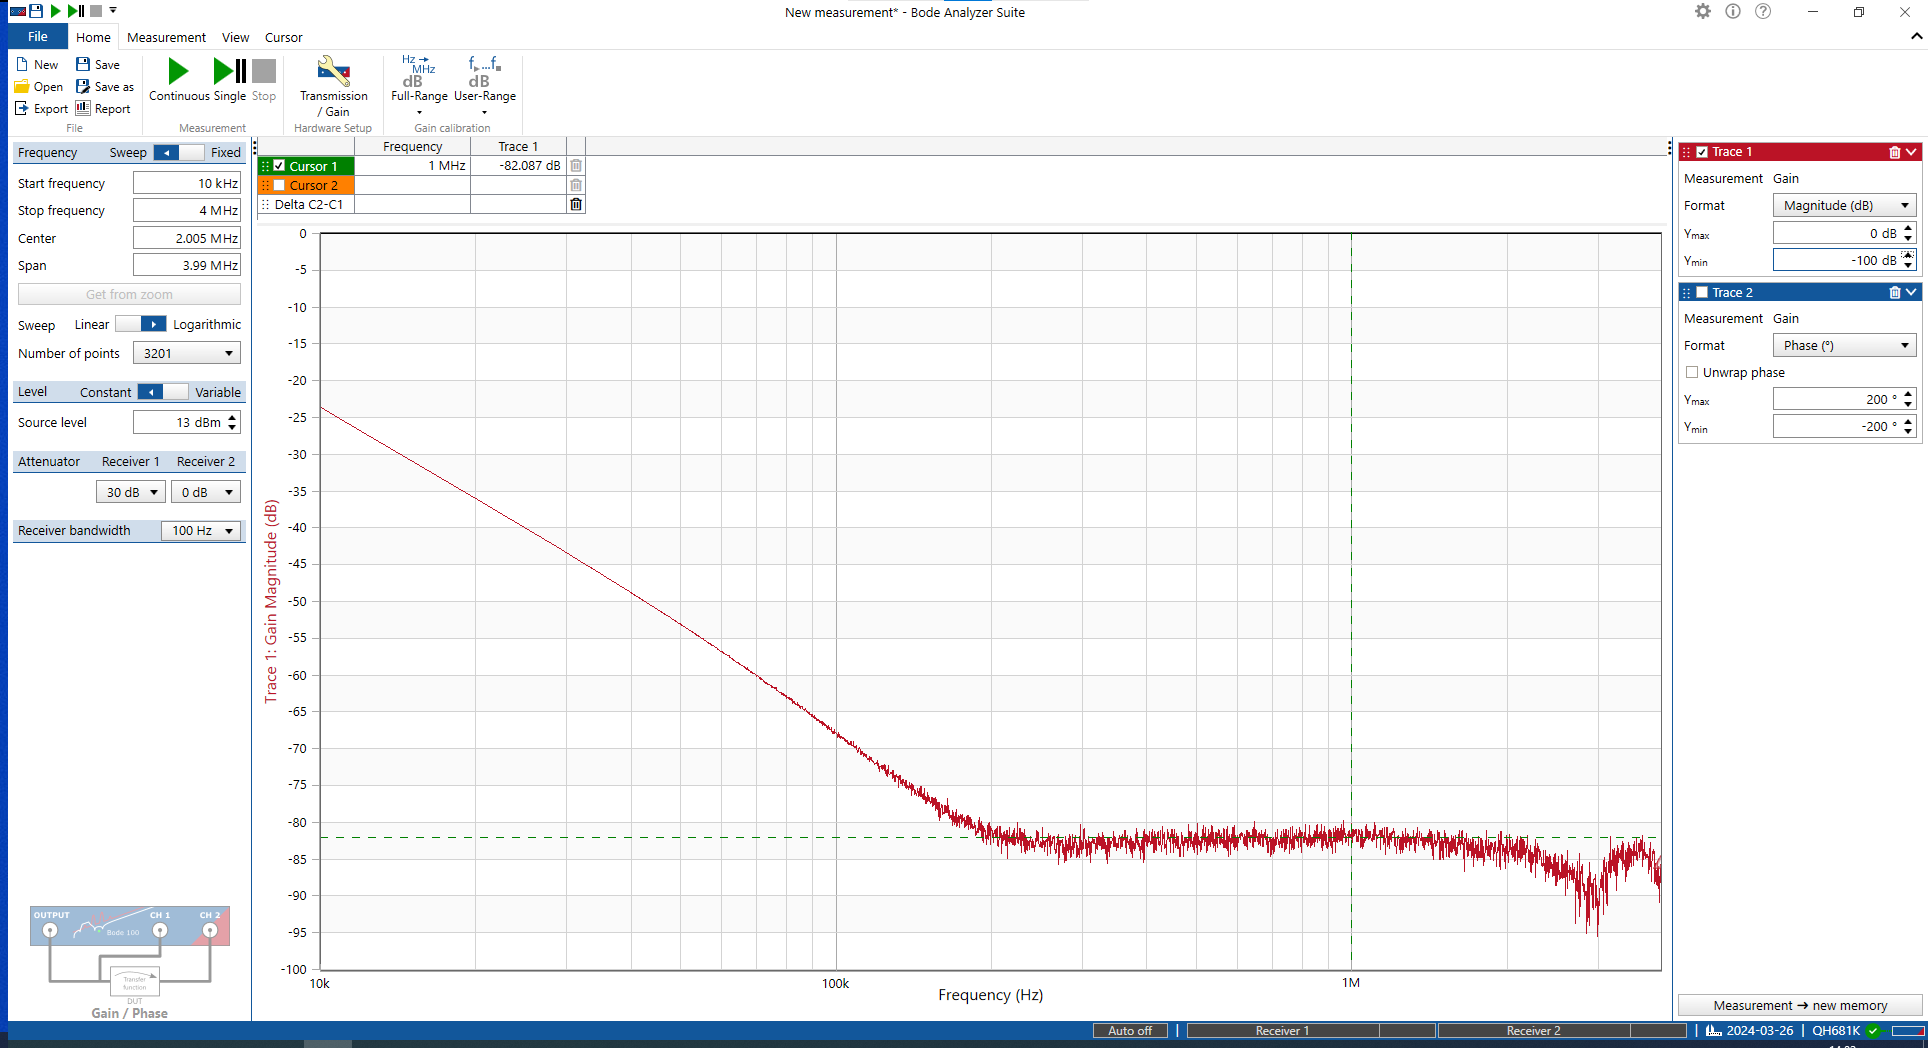 New measurement* - Bode Analyzer Suite
File Home Measurement View Cursor
New Save
Open Save as
Export Report
File
Continuous Single Stop
Measurement
Transmission
/ Gain
Hardware Setup
Hz → MHz dB
Full-Range
f▸...f■ dB
User-Range
Gain calibration
Frequency Sweep Fixed
Start frequency 10 kHz
Stop frequency 4 MHz
Center 2.005 MHz
Span 3.99 MHz
Get from zoom
Sweep Linear Logarithmic
Number of points 3201
Level Constant Variable
Source level 13 dBm
Attenuator Receiver 1 Receiver 2
30 dB 0 dB
Receiver bandwidth 100 Hz
OUTPUT CH 1 CH 2
Bode 100
Transfer
function
DUT
Gain / Phase
Frequency Trace 1
Cursor 1 1 MHz -82.087 dB
Cursor 2
Delta C2-C1
Trace 1: Gain Magnitude (dB)
0
-5
-10
-15
-20
-25
-30
-35
-40
-45
-50
-55
-60
-65
-70
-75
-80
-85
-90
-95
-100
10k 100k 1M
Frequency (Hz)
Trace 1
Measurement Gain
Format Magnitude (dB)
Ymax 0 dB
Ymin -100 dB
Trace 2
Measurement Gain
Format Phase (°)
Unwrap phase
Ymax 200 °
Ymin -200 °
Measurement → new memory
Auto off | Receiver 1 Receiver 2 | 2024-03-26 | QH681K